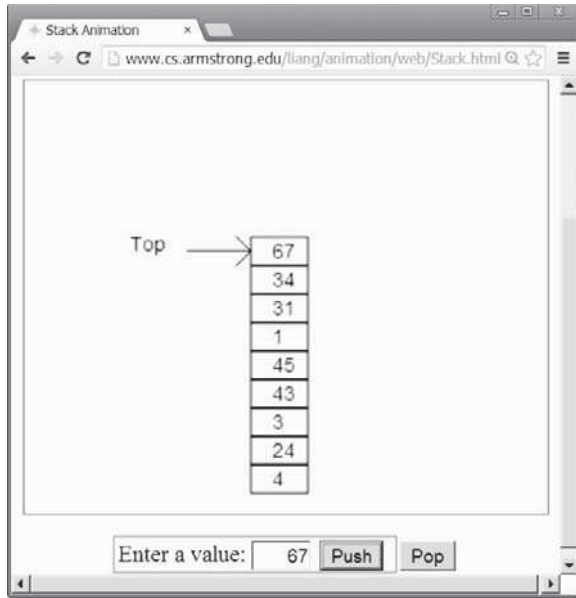 Stack Animation ×
www.cs.armstrong.edu/liang/animation/web/Stack.html
Top
67
34
31
1
45
43
3
24
4
Enter a value: 67 Push Pop